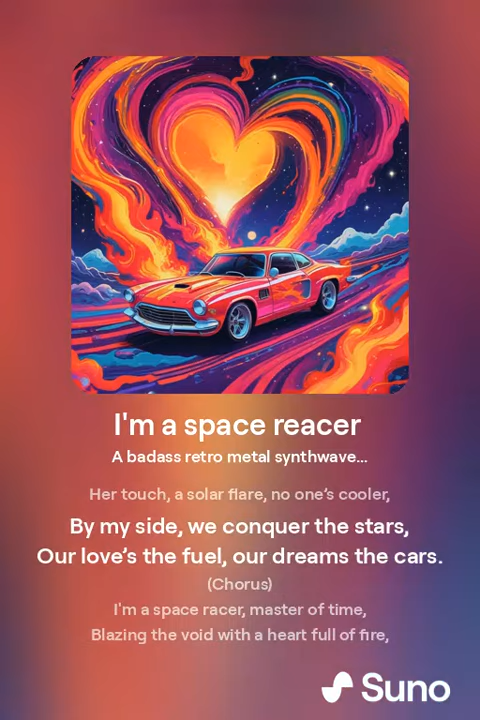 I'm a space reacer
A badass retro metal synthwave...
Her touch, a solar flare, no one’s cooler,
By my side, we conquer the stars,
Our love’s the fuel, our dreams the cars.
(Chorus)
I'm a space racer, master of time,
Blazing the void with a heart full of fire,
Suno